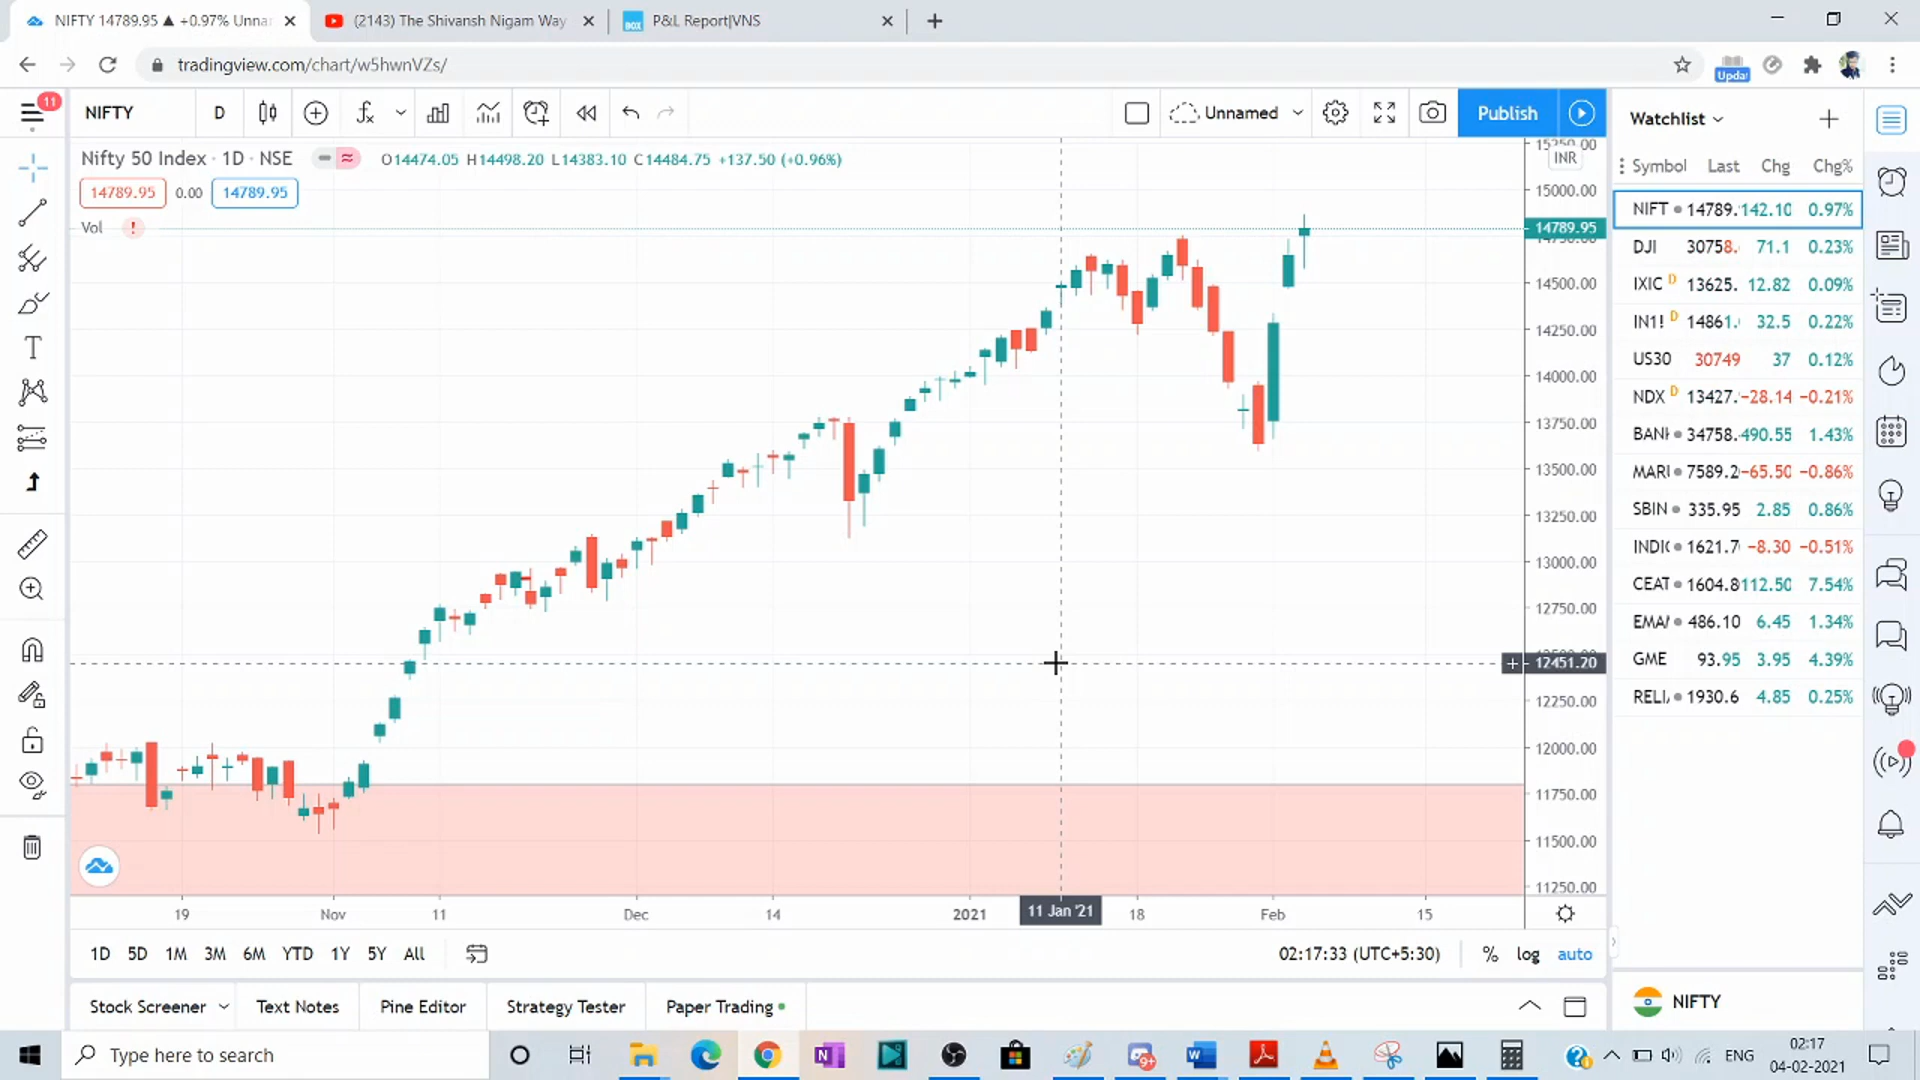 NIFTY 14789.95 ▲ +0.97% Unna
(2143) The Shivansh Nigam Way
BOX P&L Report|VNS
tradingview.com/chart/w5hwnVZs/
Updat
11 NIFTY D Unnamed Publish
Watchlist
Nifty 50 Index · 1D · NSE O14474.05 H14498.20 L14383.10 C14484.75 +137.50 (+0.96%)
14789.95 0.00 14789.95
Vol
INR
15000.00
14789.95
14500.00
14250.00
14000.00
13750.00
13500.00
13250.00
13000.00
12750.00
12451.20
12250.00
12000.00
11750.00
11500.00
11250.00
Symbol Last Chg Chg%
NIFT 14789. 142.10 0.97%
DJI 30758. 71.1 0.23%
IXIC D 13625. 12.82 0.09%
IN1! D 14861. 32.5 0.22%
US30 30749 37 0.12%
NDX D 13427. −28.14 −0.21%
BANK 34758. 490.55 1.43%
MARI 7589.2 −65.50 −0.86%
SBIN 335.95 2.85 0.86%
INDIG 1621.7 −8.30 −0.51%
CEAT 1604.8 112.50 7.54%
EMAM 486.10 6.45 1.34%
GME 93.95 3.95 4.39%
RELI 1930.6 4.85 0.25%
19 Nov 11 Dec 14 2021 11 Jan '21 18 Feb 15
1D 5D 1M 3M 6M YTD 1Y 5Y All
02:17:33 (UTC+5:30) % log auto
Stock Screener Text Notes Pine Editor Strategy Tester Paper Trading
NIFTY
Type here to search
9+
ENG
02:17
04-02-2021